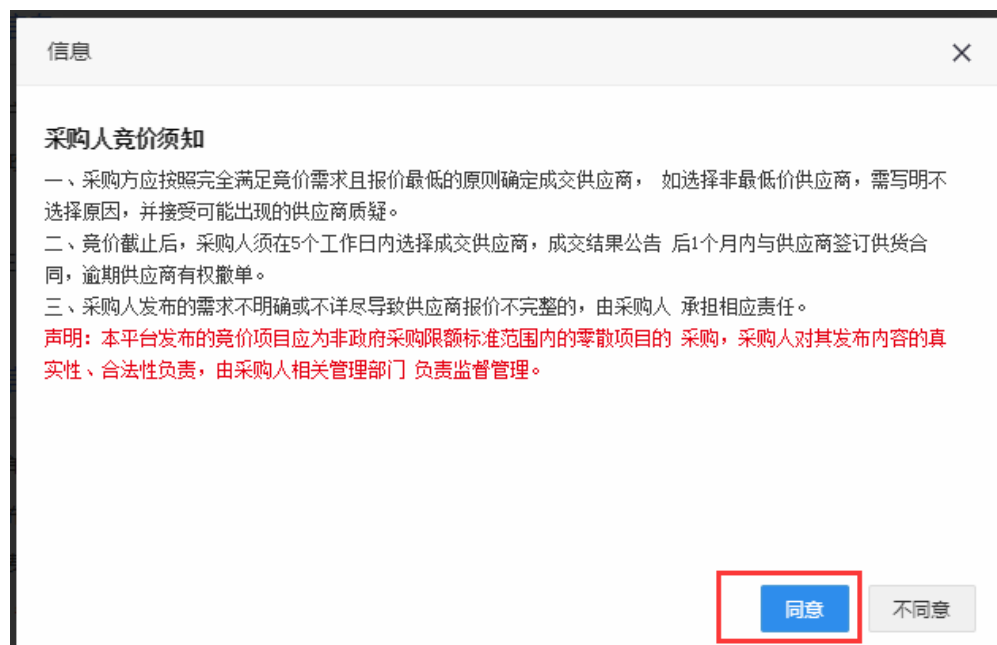 信息
采购人竞价须知
一、采购方应按照完全满足竞价需求且报价最低的原则确定成交供应商， 如选择非最低价供应商，需写明不
选择原因，并接受可能出现的供应商质疑。
二、竞价截止后，采购人须在5个工作日内选择成交供应商，成交结果公告 后1个月内与供应商签订供货合
同，逾期供应商有权撤单。
三、采购人发布的需求不明确或不详尽导致供应商报价不完整的，由采购人 承担相应责任。
声明：本平台发布的竞价项目应为非政府采购限额标准范围内的零散项目的 采购，采购人对其发布内容的真
实性、合法性负责，由采购人相关管理部门 负责监督管理。
同意
不同意